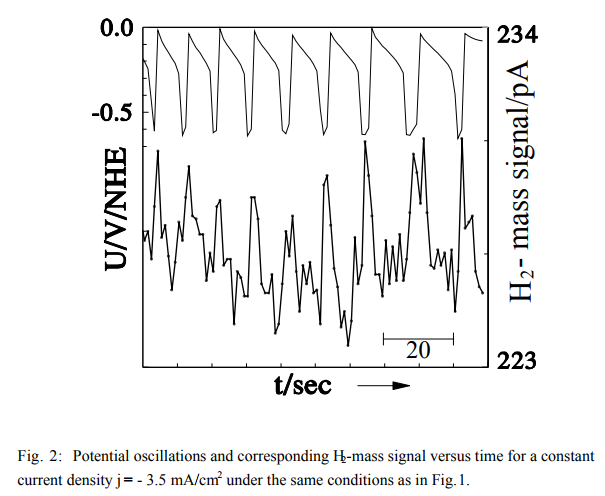 0.0
234
-0.5
U/V/NHE
H2- mass signal/pA
20
223
t/sec
Fig. 2: Potential oscillations and corresponding H2-mass signal versus time for a constant
current density j = - 3.5 mA/cm2 under the same conditions as in Fig.1.